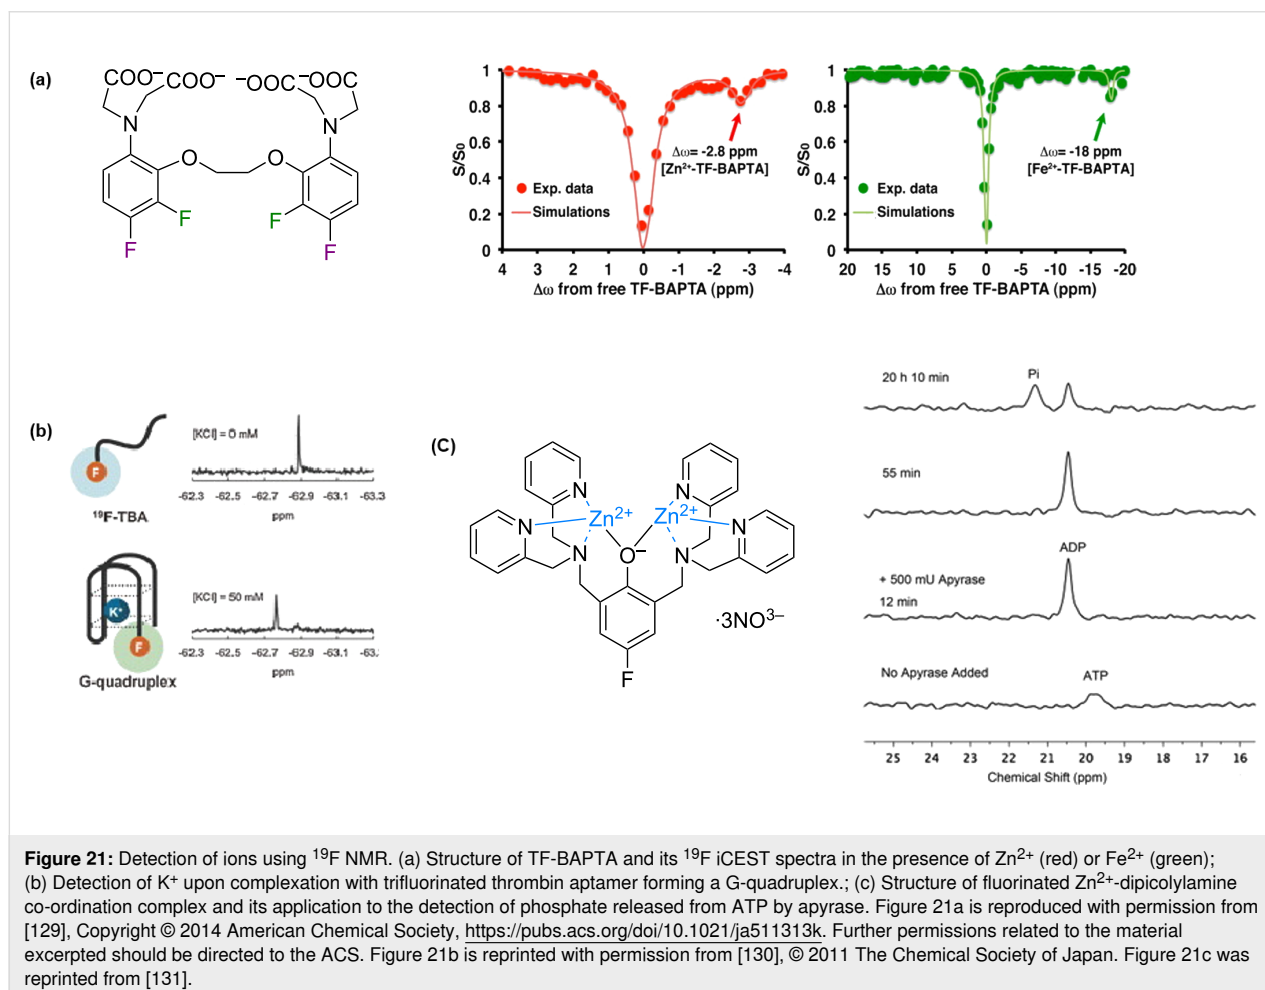 (a)
COO⁻ COO⁻ ⁻OOC ⁻OOC
N N
O O
F F
F F
S/S₀
1
0.8
0.6
0.4
0.2
0
Δω= -2.8 ppm
[Zn²⁺-TF-BAPTA]
Exp. data
Simulations
4 3 2 1 0 -1 -2 -3 -4
Δω from free TF-BAPTA (ppm)
S/S₀
1
0.8
0.6
0.4
0.2
0
Δω= -18 ppm
[Fe²⁺-TF-BAPTA]
Exp. data
Simulations
20 15 10 5 0 -5 -10 -15 -20
Δω from free TF-BAPTA (ppm)
(b)
F
¹⁹F-TBA
[KCl] = 0 mM
-62.3 -62.5 -62.7 -62.9 -63.1 -63.3
ppm
K⁺
F
G-quadruplex
[KCl] = 50 mM
-62.3 -62.5 -62.7 -62.9 -63.1 -63.
ppm
(C)
N N
N Zn²⁺ Zn²⁺ N
N O⁻ N
·3NO³⁻
F
20 h 10 min
Pi
55 min
ADP
+ 500 mU Apyrase
12 min
No Apyrase Added
ATP
25 24 23 22 21 20 19 18 17 16
Chemical Shift (ppm)
Figure 21: Detection of ions using ¹⁹F NMR. (a) Structure of TF-BAPTA and its ¹⁹F iCEST spectra in the presence of Zn²⁺ (red) or Fe²⁺ (green);
(b) Detection of K⁺ upon complexation with trifluorinated thrombin aptamer forming a G-quadruplex.; (c) Structure of fluorinated Zn²⁺-dipicolylamine
co-ordination complex and its application to the detection of phosphate released from ATP by apyrase. Figure 21a is reproduced with permission from
[129], Copyright © 2014 American Chemical Society, https://pubs.acs.org/doi/10.1021/ja511313k. Further permissions related to the material
excerpted should be directed to the ACS. Figure 21b is reprinted with permission from [130], © 2011 The Chemical Society of Japan. Figure 21c was
reprinted from [131].